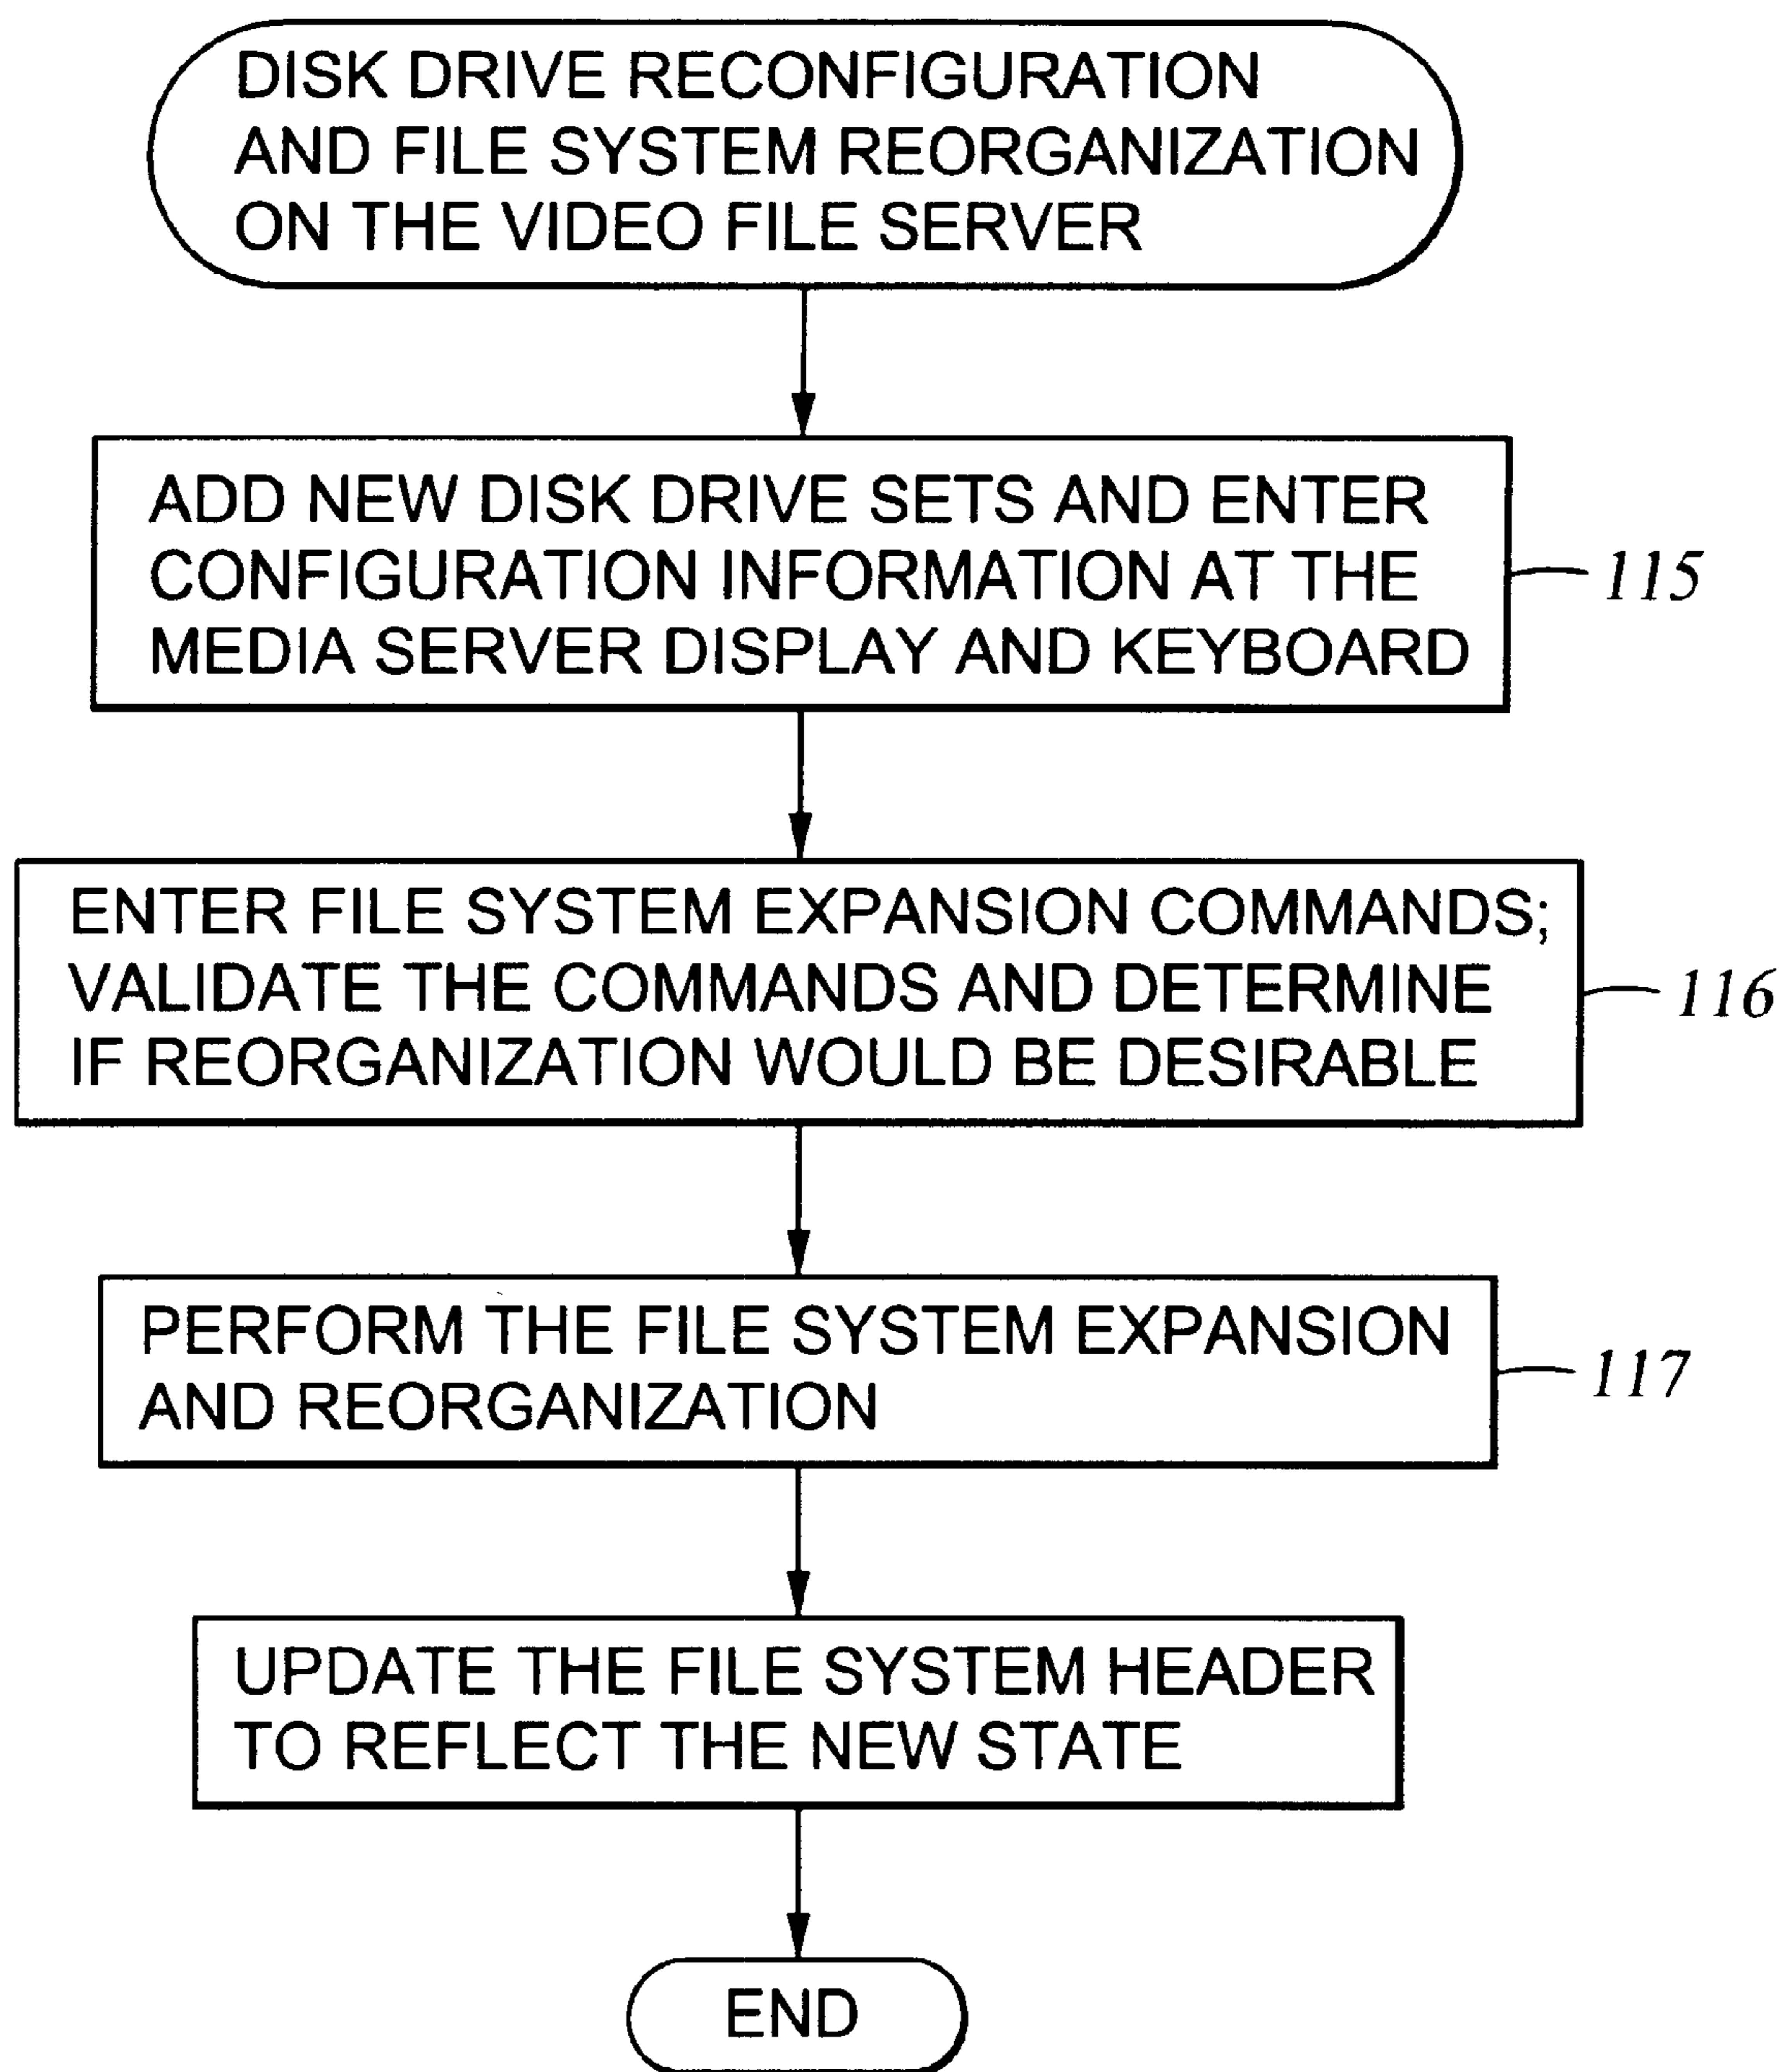 DISK DRIVE RECONFIGURATION
AND FILE SYSTEM REORGANIZATION
ON THE VIDEO FILE SERVER
ADD NEW DISK DRIVE SETS AND ENTER
CONFIGURATION INFORMATION AT THE
MEDIA SERVER DISPLAY AND KEYBOARD
115
ENTER FILE SYSTEM EXPANSION COMMANDS;
VALIDATE THE COMMANDS AND DETERMINE
IF REORGANIZATION WOULD BE DESIRABLE
116
PERFORM THE FILE SYSTEM EXPANSION
AND REORGANIZATION
117
UPDATE THE FILE SYSTEM HEADER
TO REFLECT THE NEW STATE
END